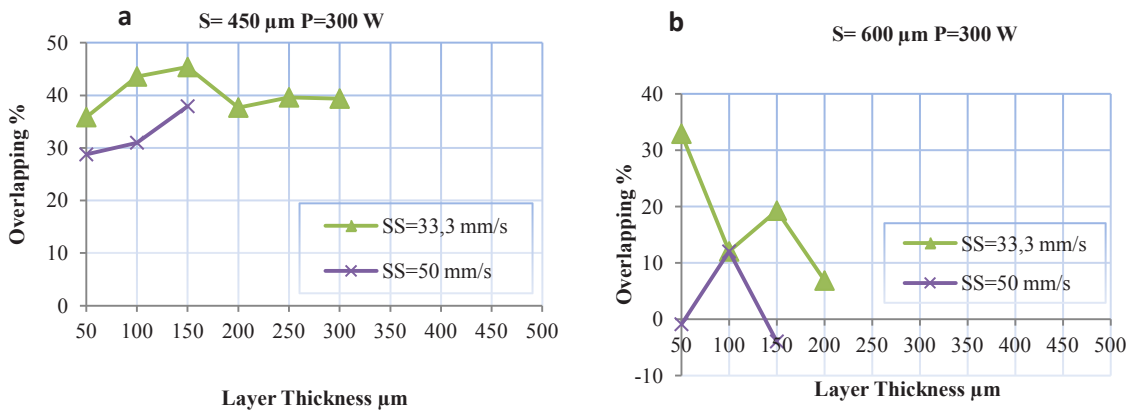 a
S= 450 µm P=300 W
Overlapping %
50
40
30
20
10
0
SS=33,3 mm/s
SS=50 mm/s
50 100 150 200 250 300 350 400 450 500
Layer Thickness µm
b
S= 600 µm P=300 W
Overlapping %
40
30
20
10
0
-10
SS=33,3 mm/s
SS=50 mm/s
50 100 150 200 250 300 350 400 450 500
Layer Thickness µm